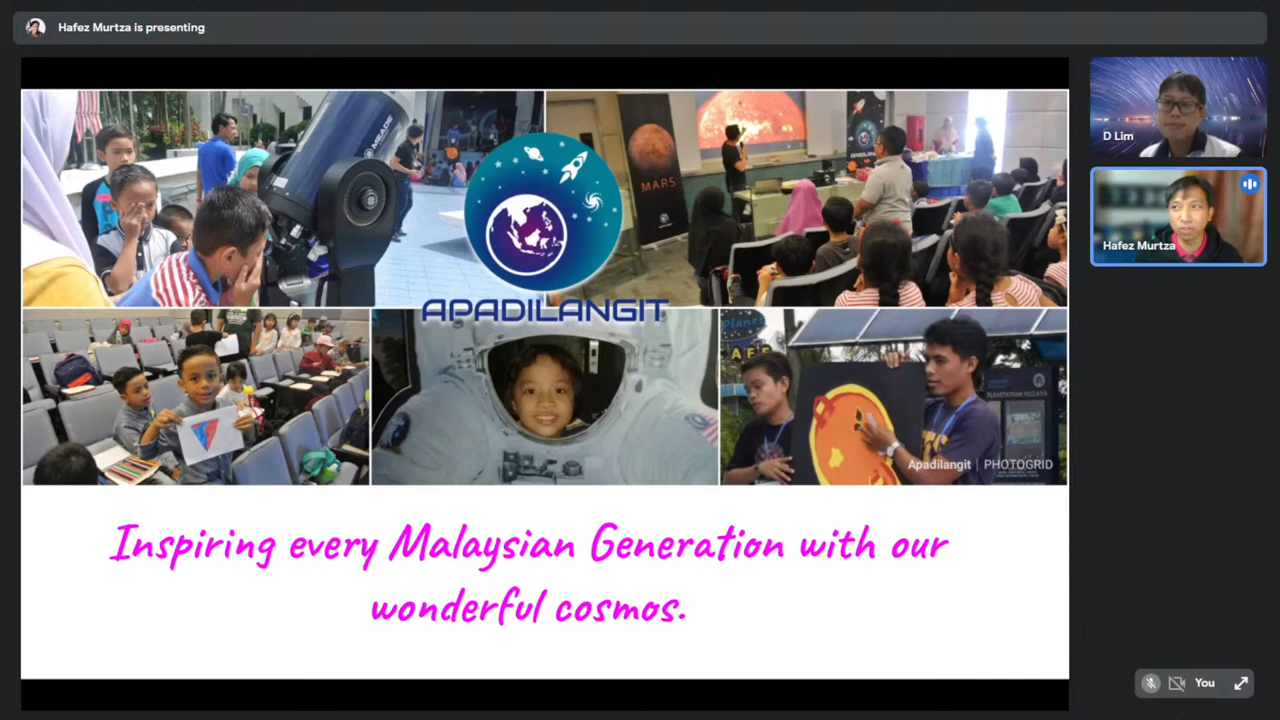 Hafez Murtza is presenting
MEADE
MARS
APADILANGIT
Planet
Apadilangit | PHOTOGRID
Inspiring every Malaysian Generation with our
wonderful cosmos.
D Lim
Hafez Murtza
You